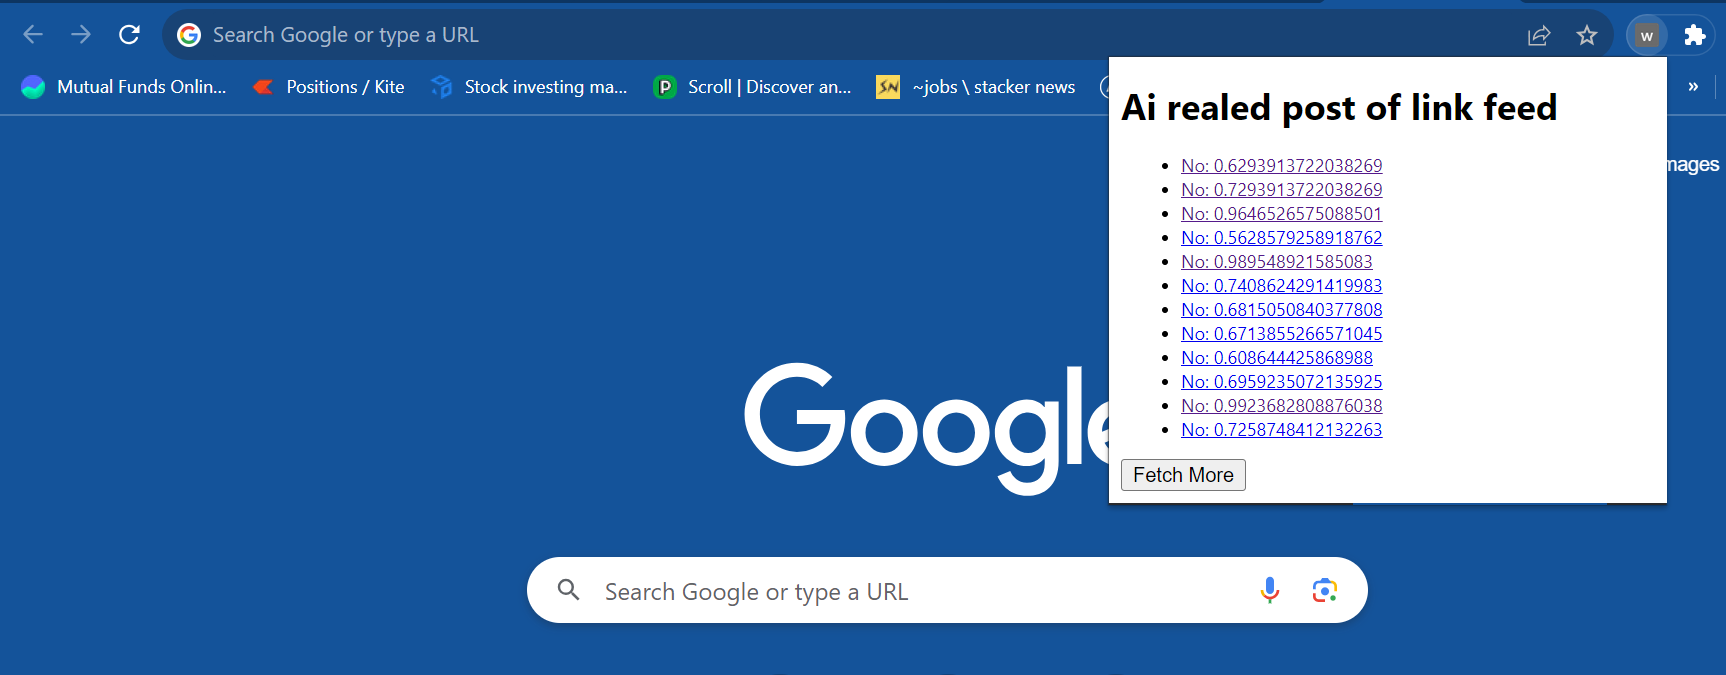 Search Google or type a URL
w
Mutual Funds Onlin...
Positions / Kite
Stock investing ma...
P
Scroll | Discover an...
SN
~jobs \ stacker news
»
Ai realed post of link feed
No: 0.6293913722038269
No: 0.7293913722038269
No: 0.9646526575088501
No: 0.5628579258918762
No: 0.989548921585083
No: 0.7408624291419983
No: 0.6815050840377808
No: 0.6713855266571045
No: 0.608644425868988
No: 0.6959235072135925
No: 0.9923682808876038
No: 0.7258748412132263
Fetch More
mages
Google
Search Google or type a URL